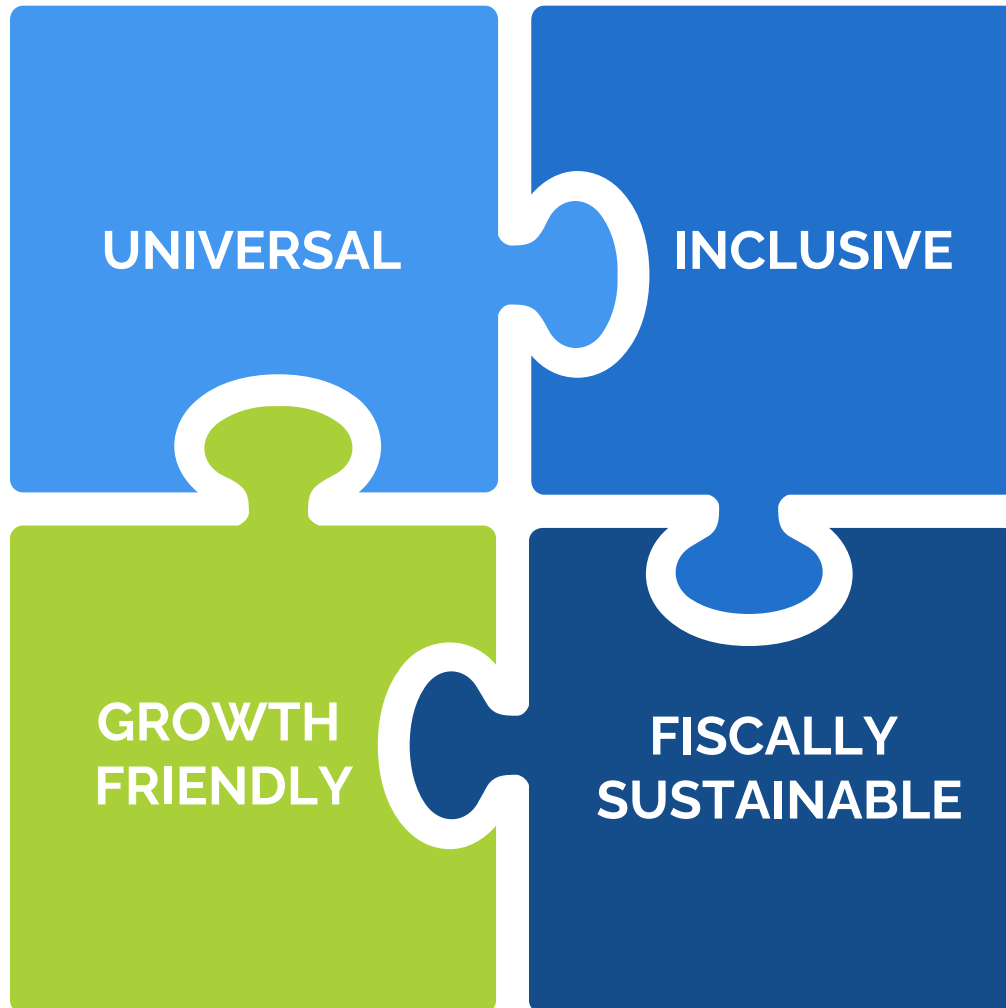 UNIVERSAL
INCLUSIVE
GROWTH
FRIENDLY
FISCALLY
SUSTAINABLE